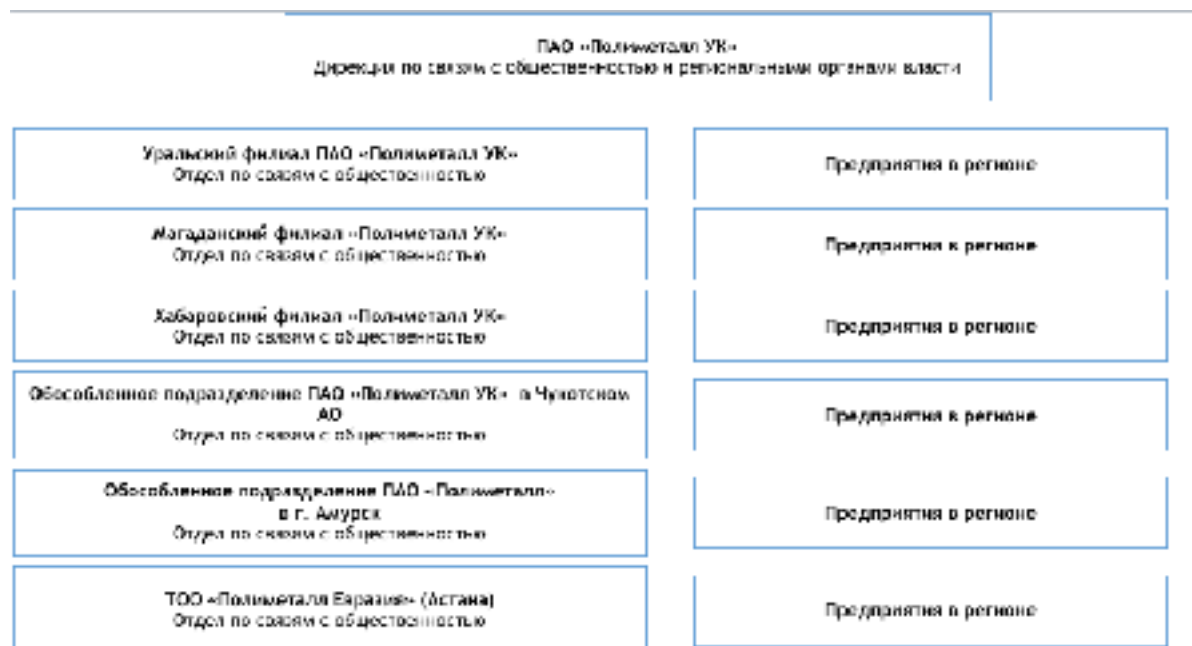 ПАО «Полиметалл УК»
Дирекция по связям с общественностью и региональными органами власти
Уральский филиал ПАО «Полиметалл УК»
Отдел по связям с общественностью
Предприятия в регионе
Магаданский филиал «Полиметалл УК»
Отдел по связям с общественностью
Предприятия в регионе
Хабаровский филиал «Полиметалл УК»
Отдел по связям с общественностью
Предприятия в регионе
Обособленное подразделение ПАО «Полиметалл УК» в Чукотском
АО
Отдел по связям с общественностью
Предприятия в регионе
Обособленное подразделение ПАО «Полиметалл»
в г. Амурск
Отдел по связям с общественностью
Предприятия в регионе
ТОО «Полиметалл Евразия» (Астана)
Отдел по связям с общественностью
Предприятия в регионе